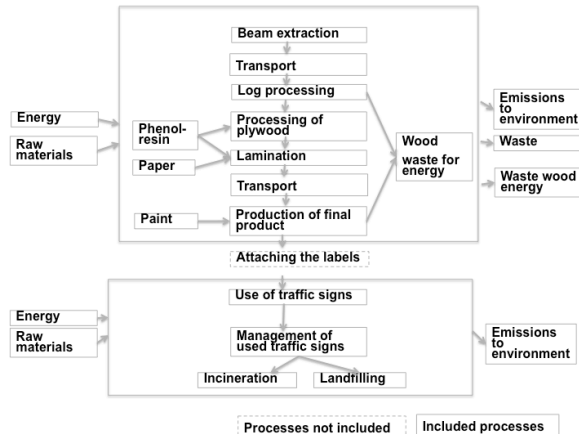 Beam extraction
Transport
Log processing
Energy
Raw
materials
Phenol-
resin
Processing of
plywood
Paper
Lamination
Transport
Paint
Production of final
product
Wood
waste for
energy
Emissions
to
environment
Waste
Waste wood
energy
Attaching the labels
Use of traffic signs
Energy
Raw
materials
Management of
used traffic signs
Incineration
Landfilling
Emissions
to
environment
Processes not included
Included processes